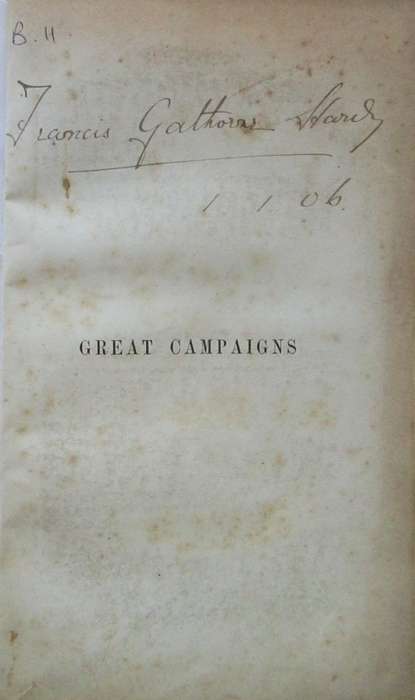 B. 11
Francis Gathorne Hardy
1 1 06
GREAT CAMPAIGNS